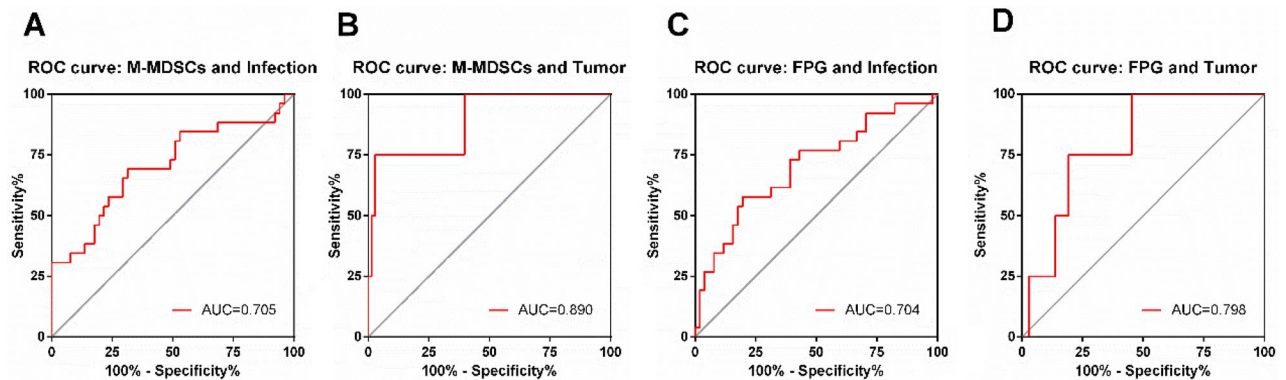 A
ROC curve: M-MDSCs and Infection
100
75
50
25
0
Sensitivity%
AUC=0.705
0 25 50 75 100
100% - Specificity%
B
ROC curve: M-MDSCs and Tumor
100
75
50
25
0
Sensitivity%
AUC=0.890
0 25 50 75 100
100% - Specificity%
C
ROC curve: FPG and Infection
100
75
50
25
0
Sensitivity%
AUC=0.704
0 25 50 75 100
100% - Specificity%
D
ROC curve: FPG and Tumor
100
75
50
25
0
Sensitivity%
AUC=0.798
0 25 50 75 100
100% - Specificity%